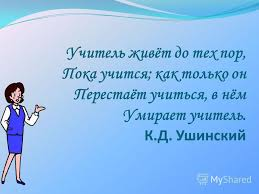 Учитель живёт до тех пор,
Пока учится; как только он
Перестаёт учиться, в нём
Умирает учитель.
К.Д. Ушинский
MyShared